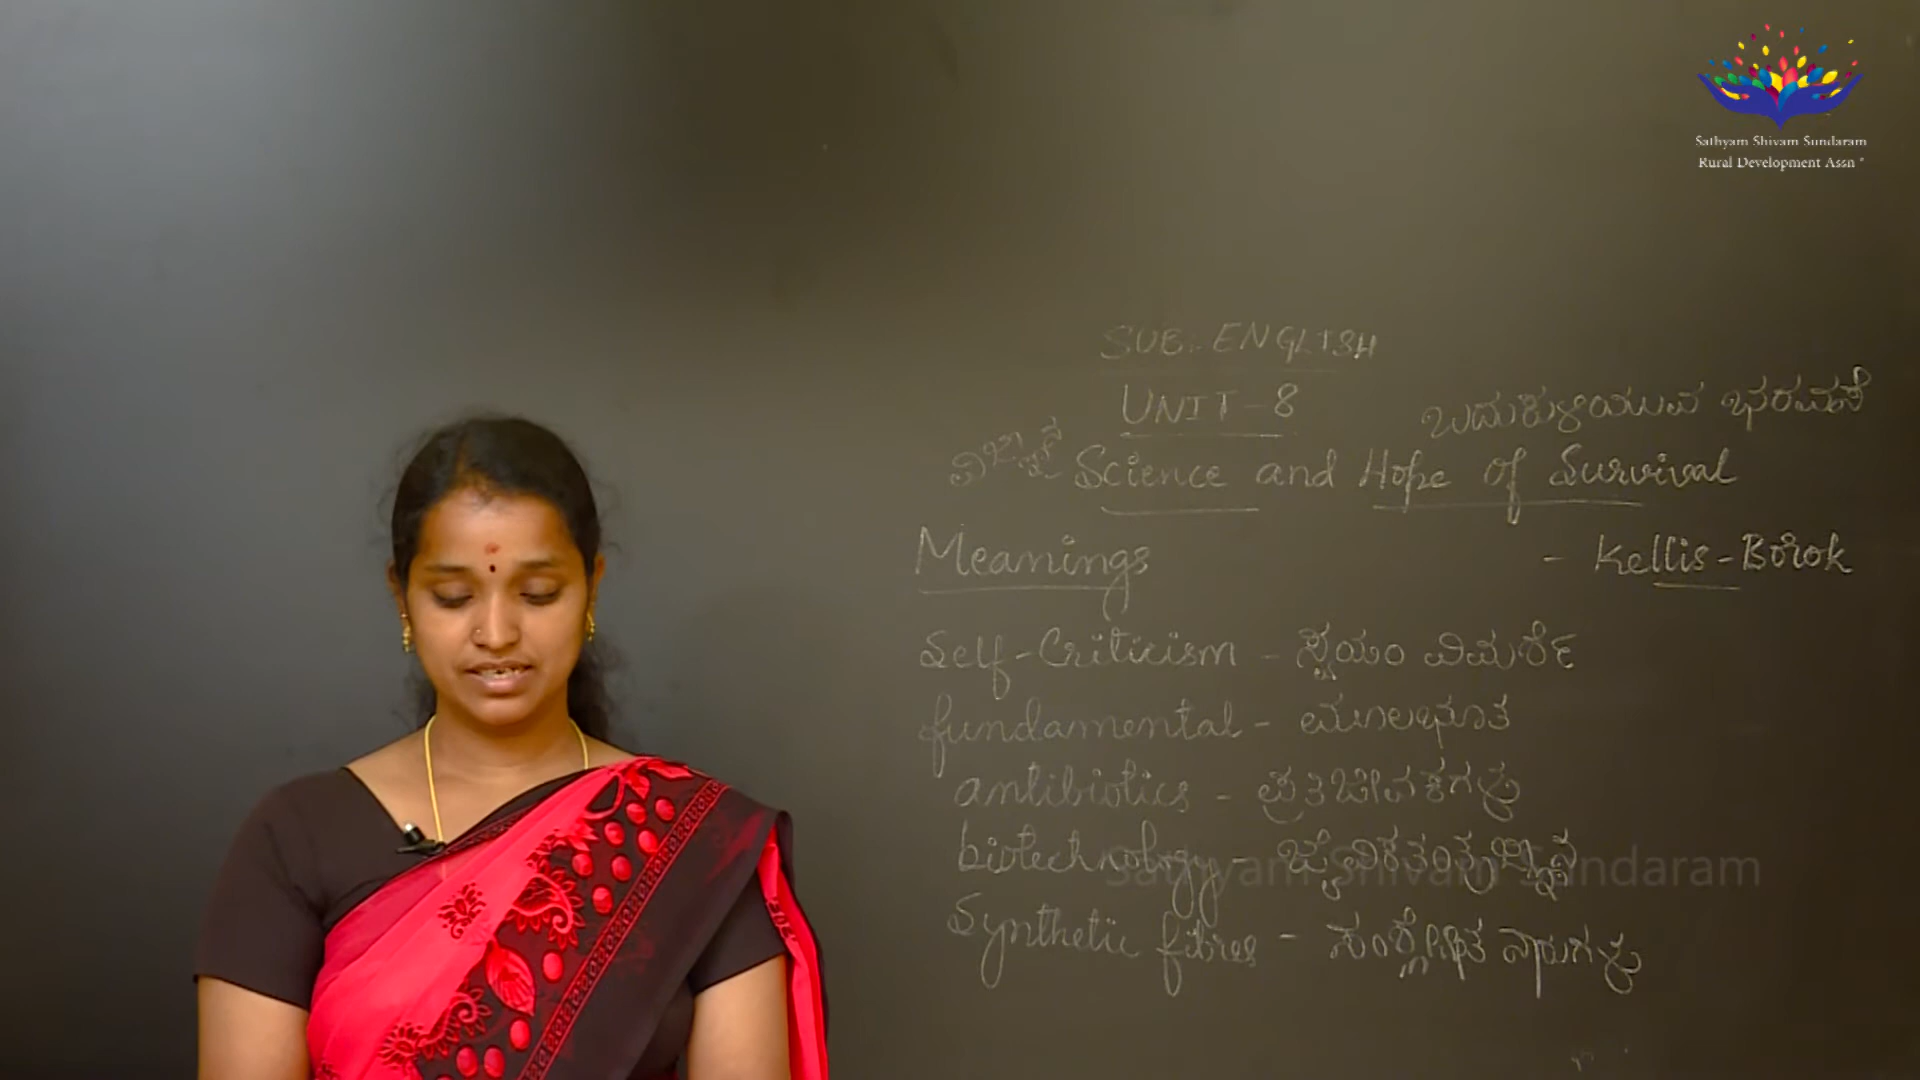 Sathyam Shivam Sundaram
Rural Development Assn ®
SUB:- ENGLISH
UNIT-8
ಬದುಕುಳಿಯುವ ಭರವಸೆ
ವಿಜ್ಞಾನ Science and Hope of Survival
Meanings
- Keilis-Borok
Self-Criticism - ಸ್ವಯಂ ವಿಮರ್ಶೆ
fundamental - ಮೂಲಭೂತ
antibiotics - ಪ್ರತಿಜೀವಕಗಳು
biotechnology - ಜೈವಿಕತಂತ್ರಜ್ಞಾನ
Sathyam Shivam Sundaram
Synthetic fibres - ಸಂಶ್ಲೇಷಿತ ನಾರುಗಳು